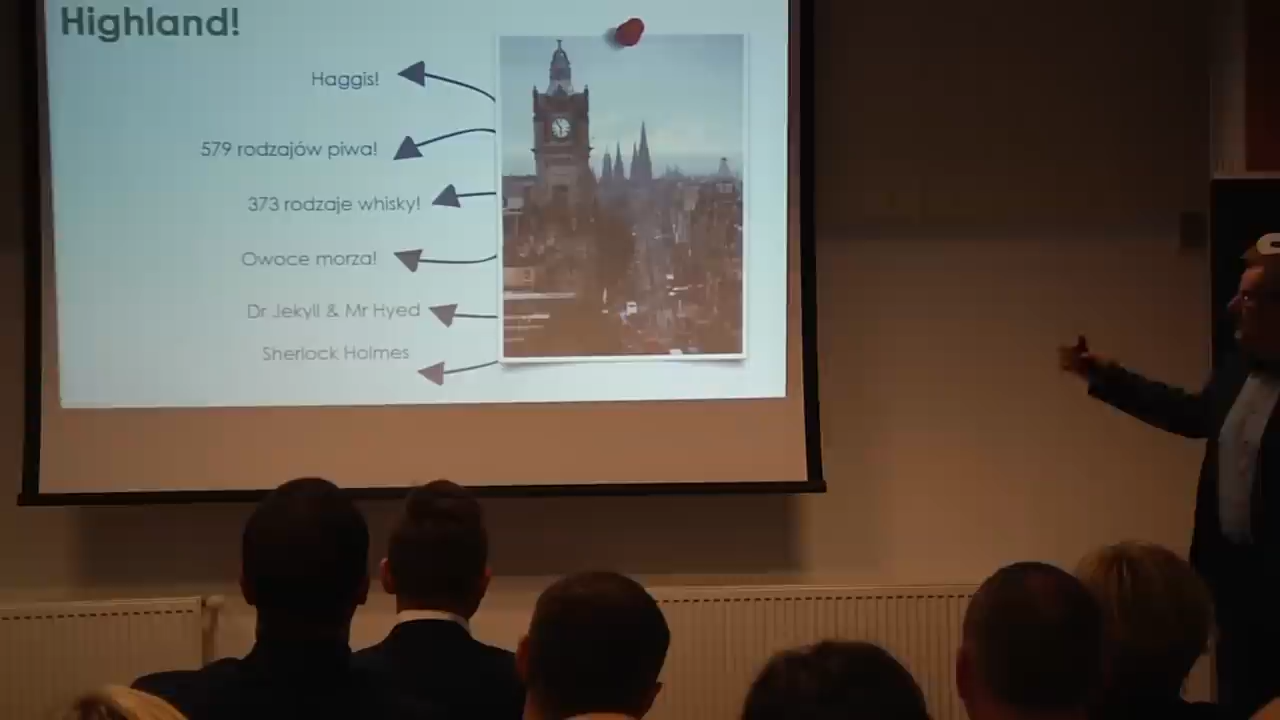 Highland!
Haggis!
579 rodzajów piwa!
373 rodzaje whisky!
Owoce morza!
Dr Jekyll & Mr Hyed
Sherlock Holmes